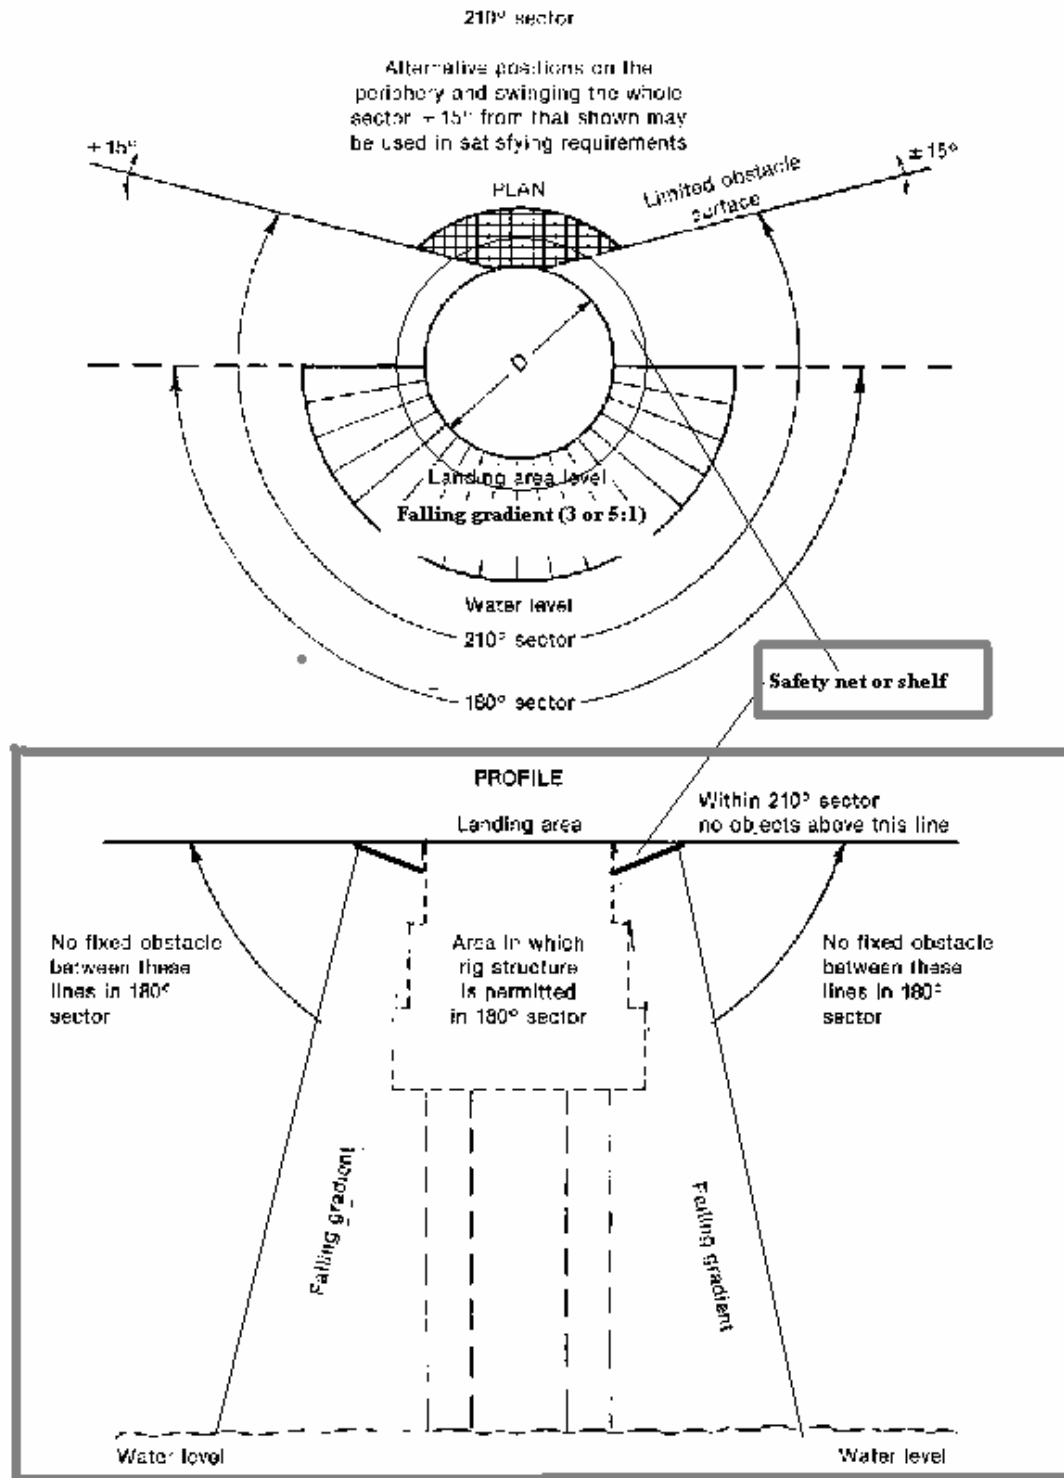 210° sector
Alternative positions on the
periphery and swinging the whole
sector + 15° from that shown may
be used in satisfying requirements
+ 15°
± 15°
PLAN
Limited obstacle
surface
D
Landing area level
Falling gradient (3 or 5:1)
Water level
210° sector
180° sector
Safety net or shelf
PROFILE
Landing area
Within 210° sector
no objects above this line
No fixed obstacle
between these
lines in 180°
sector
Area in which
rig structure
is permitted
in 180° sector
No fixed obstacle
between these
lines in 180°
sector
Falling gradient
Falling gradient
Water level
Water level